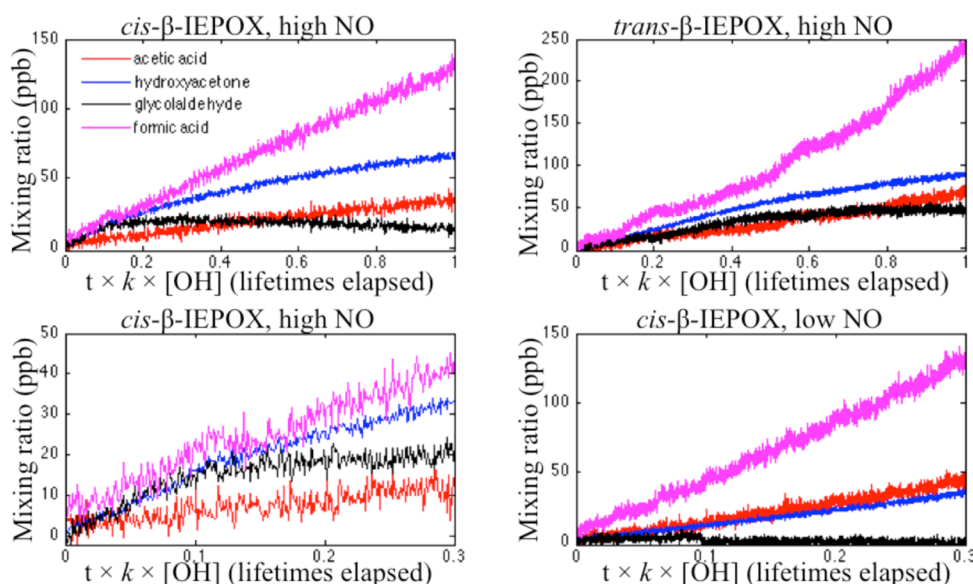 cis-β-IEPOX, high NO
150
100
50
0
Mixing ratio (ppb)
acetic acid
hydroxyacetone
glycolaldehyde
formic acid
0 0.2 0.4 0.6 0.8 1
t × k × [OH] (lifetimes elapsed)
trans-β-IEPOX, high NO
250
200
150
100
50
0
Mixing ratio (ppb)
0 0.2 0.4 0.6 0.8 1
t × k × [OH] (lifetimes elapsed)
cis-β-IEPOX, high NO
50
40
30
20
10
0
Mixing ratio (ppb)
0 0.1 0.2 0.3
t × k × [OH] (lifetimes elapsed)
cis-β-IEPOX, low NO
150
100
50
0
Mixing ratio (ppb)
0 0.1 0.2 0.3
t × k × [OH] (lifetimes elapsed)